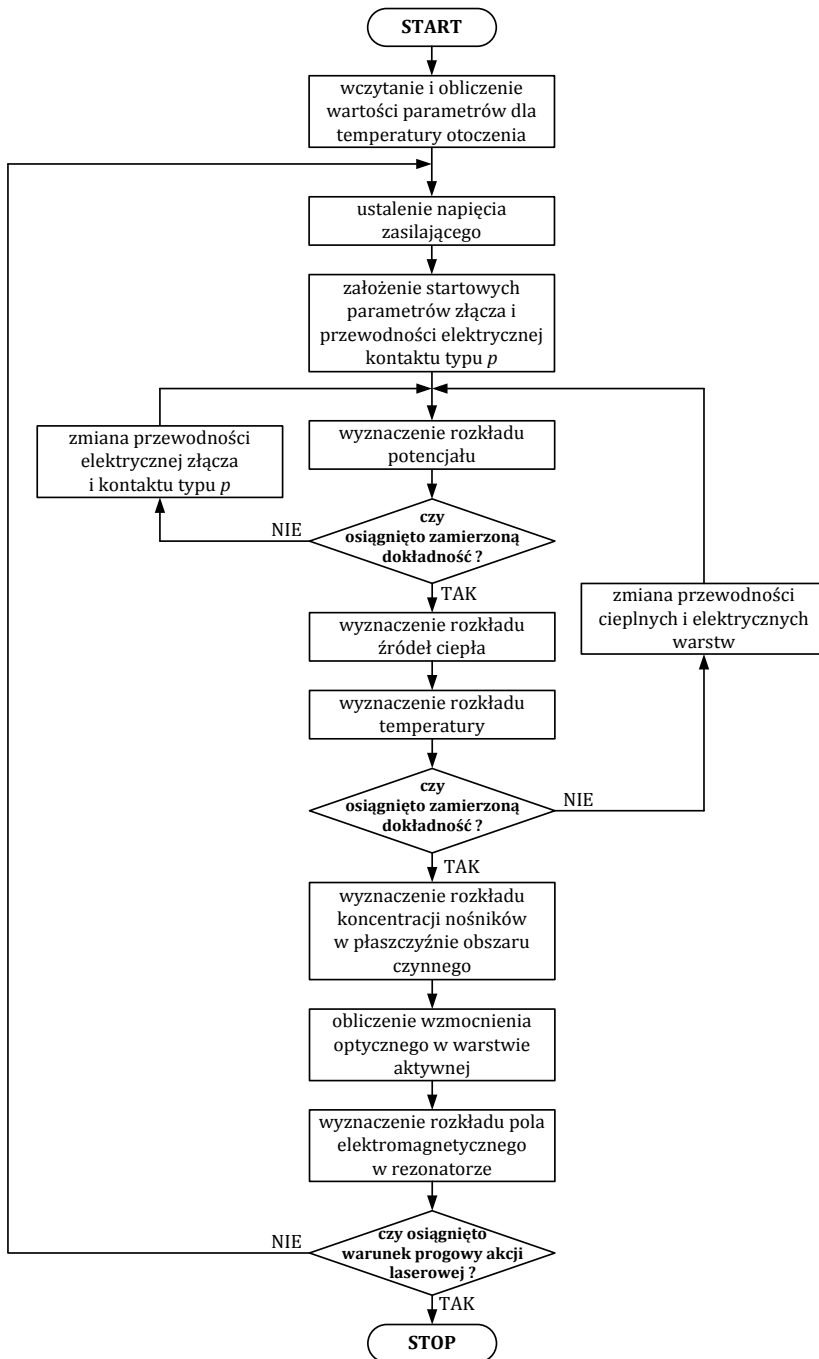 START
wczytanie i obliczenie
wartości parametrów dla
temperatury otoczenia
ustalenie napięcia
zasilającego
założenie startowych
parametrów złącza i
przewodności elektrycznej
kontaktu typu p
zmiana przewodności
elektrycznej złącza
i kontaktu typu p
wyznaczenie rozkładu
potencjału
NIE
czy
osiągnięto zamierzoną
dokładność ?
TAK
wyznaczenie rozkładu
źródeł ciepła
zmiana przewodności
cieplnych i elektrycznych
warstw
wyznaczenie rozkładu
temperatury
czy
osiągnięto zamierzoną
dokładność ?
NIE
TAK
wyznaczenie rozkładu
koncentracji nośników
w płaszczyźnie obszaru
czynnego
obliczenie wzmocnienia
optycznego w warstwie
aktywnej
wyznaczenie rozkładu pola
elektromagnetycznego
w rezonatorze
NIE
czy osiągnięto
warunek progowy akcji
laserowej ?
TAK
STOP